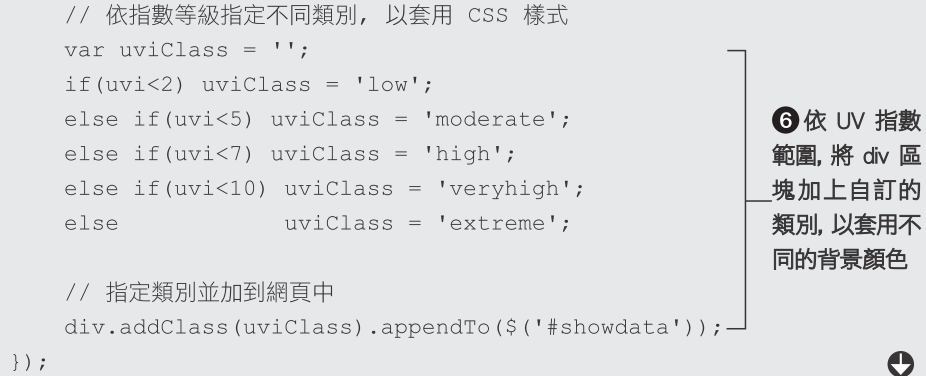 // 依指數等級指定不同類別, 以套用 CSS 樣式
var uviClass = '';
if(uvi<2) uviClass = 'low';
else if(uvi<5) uviClass = 'moderate';
else if(uvi<7) uviClass = 'high';
else if(uvi<10) uviClass = 'veryhigh';
else uviClass = 'extreme';
// 指定類別並加到網頁中
div.addClass(uviClass).appendTo($('#showdata'));
});
❻依 UV 指數
範圍, 將 div 區
塊加上自訂的
類別, 以套用不
同的背景顏色